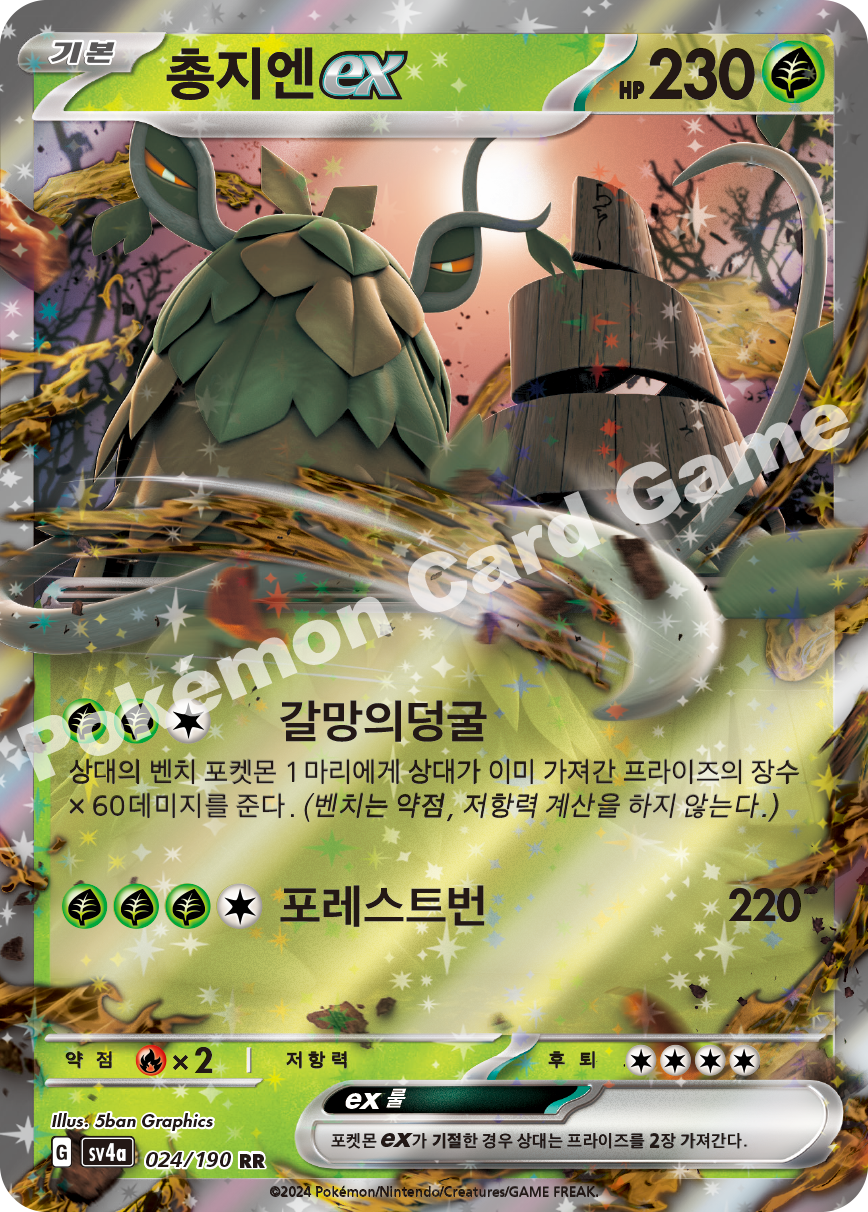 기본 총지엔ex HP 230
갈망의덩굴
상대의 벤치 포켓몬 1마리에게 상대가 이미 가져간 프라이즈의 장수
×60데미지를 준다. (벤치는 약점, 저항력 계산을 하지 않는다.)
포레스트번 220
약점 ×2 저항력 후퇴
ex룰
포켓몬 ex가 기절한 경우 상대는 프라이즈를 2장 가져간다.
Illus. 5ban Graphics
G sv4a 024/190 RR
©2024 Pokémon/Nintendo/Creatures/GAME FREAK.
Pokémon Card Game